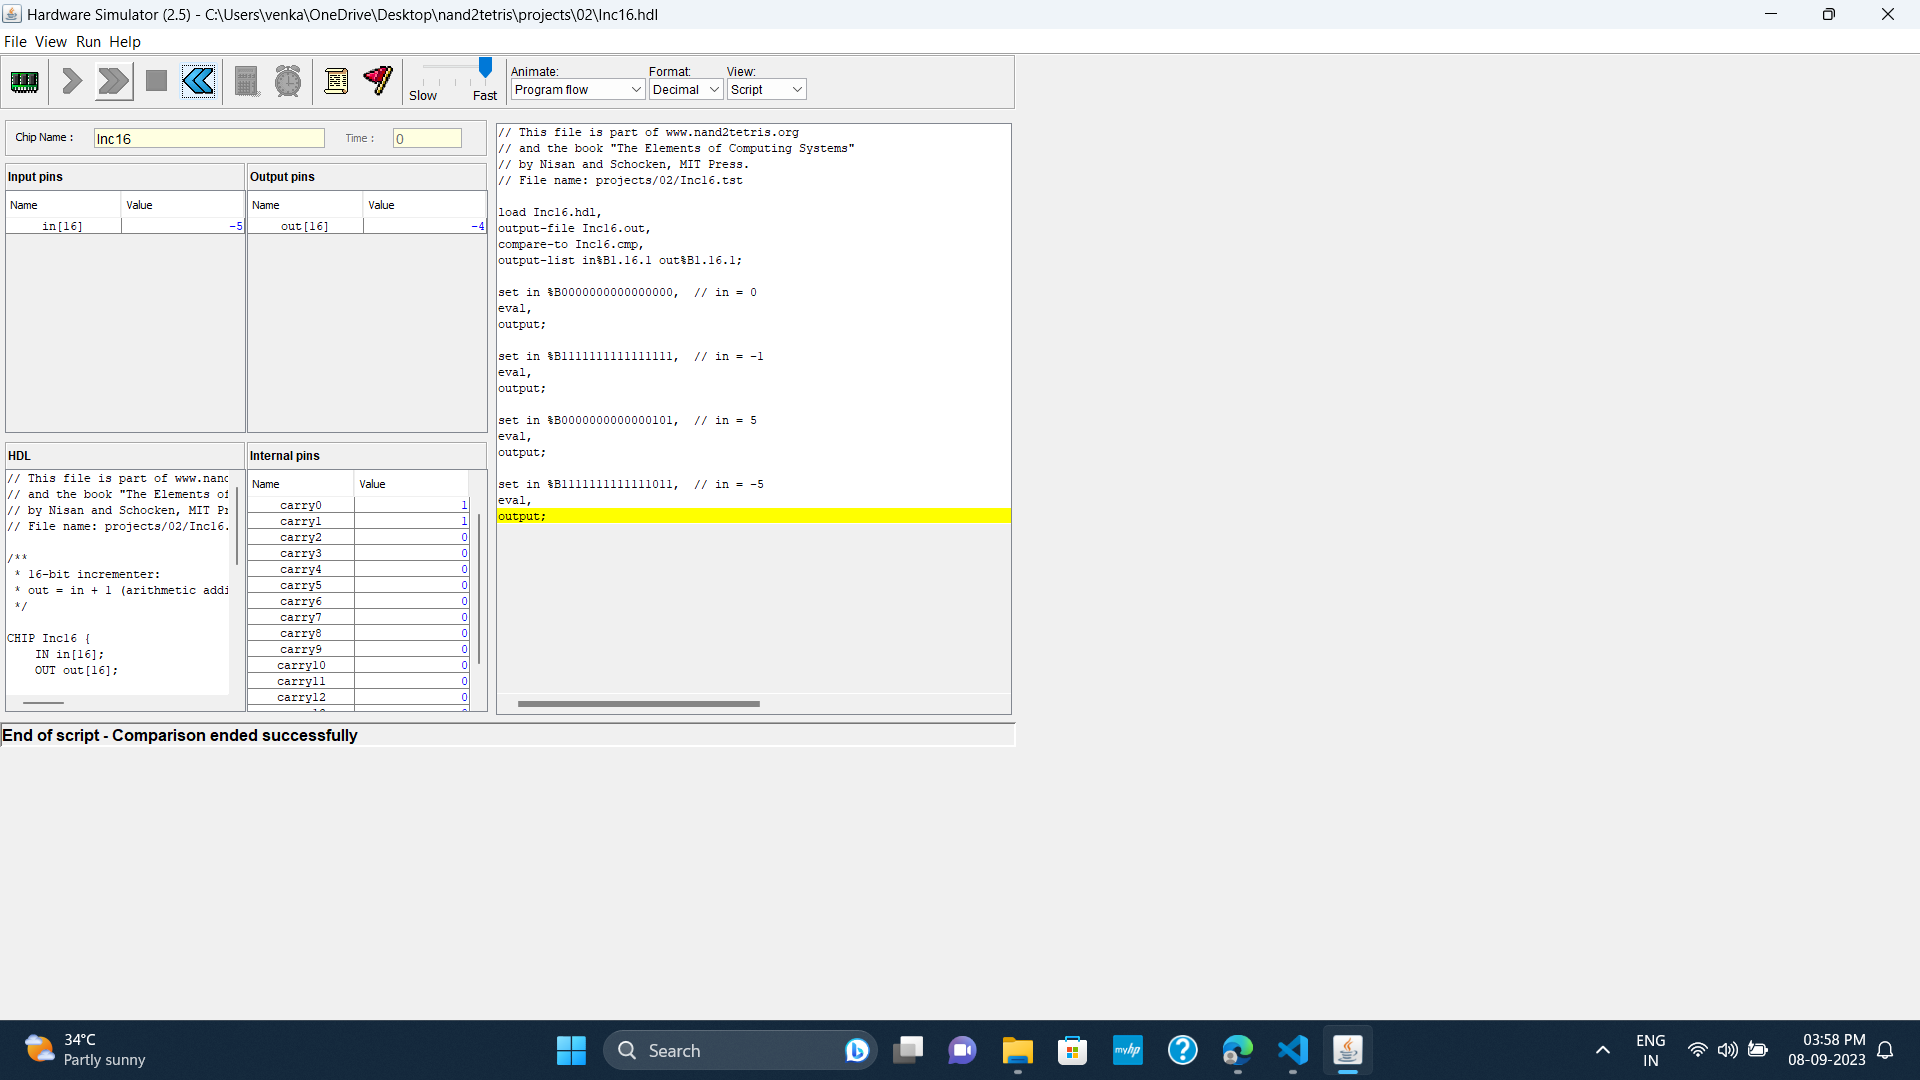 Hardware Simulator (2.5) - C:\Users\venka\OneDrive\Desktop\nand2tetris\projects\02\Inc16.hdl
File View Run Help
Slow Fast
Animate: Format: View:
Program flow Decimal Script
Chip Name : Inc16 Time : 0
Input pins
Name Value
in[16] -5
Output pins
Name Value
out[16] -4
HDL
// This file is part of www.nand
// and the book "The Elements of
// by Nisan and Schocken, MIT Pr
// File name: projects/02/Inc16.
/**
* 16-bit incrementer:
* out = in + 1 (arithmetic addi
*/
CHIP Inc16 {
IN in[16];
OUT out[16];
Internal pins
Name Value
carry0 1
carry1 1
carry2 0
carry3 0
carry4 0
carry5 0
carry6 0
carry7 0
carry8 0
carry9 0
carry10 0
carry11 0
carry12 0
// This file is part of www.nand2tetris.org
// and the book "The Elements of Computing Systems"
// by Nisan and Schocken, MIT Press.
// File name: projects/02/Inc16.tst
load Inc16.hdl,
output-file Inc16.out,
compare-to Inc16.cmp,
output-list in%B1.16.1 out%B1.16.1;
set in %B0000000000000000,  // in = 0
eval,
output;
set in %B1111111111111111,  // in = -1
eval,
output;
set in %B0000000000000101,  // in = 5
eval,
output;
set in %B1111111111111011,  // in = -5
eval,
output;
End of script - Comparison ended successfully
34°C
Partly sunny
Search
myhp
ENG
IN
03:58 PM
08-09-2023